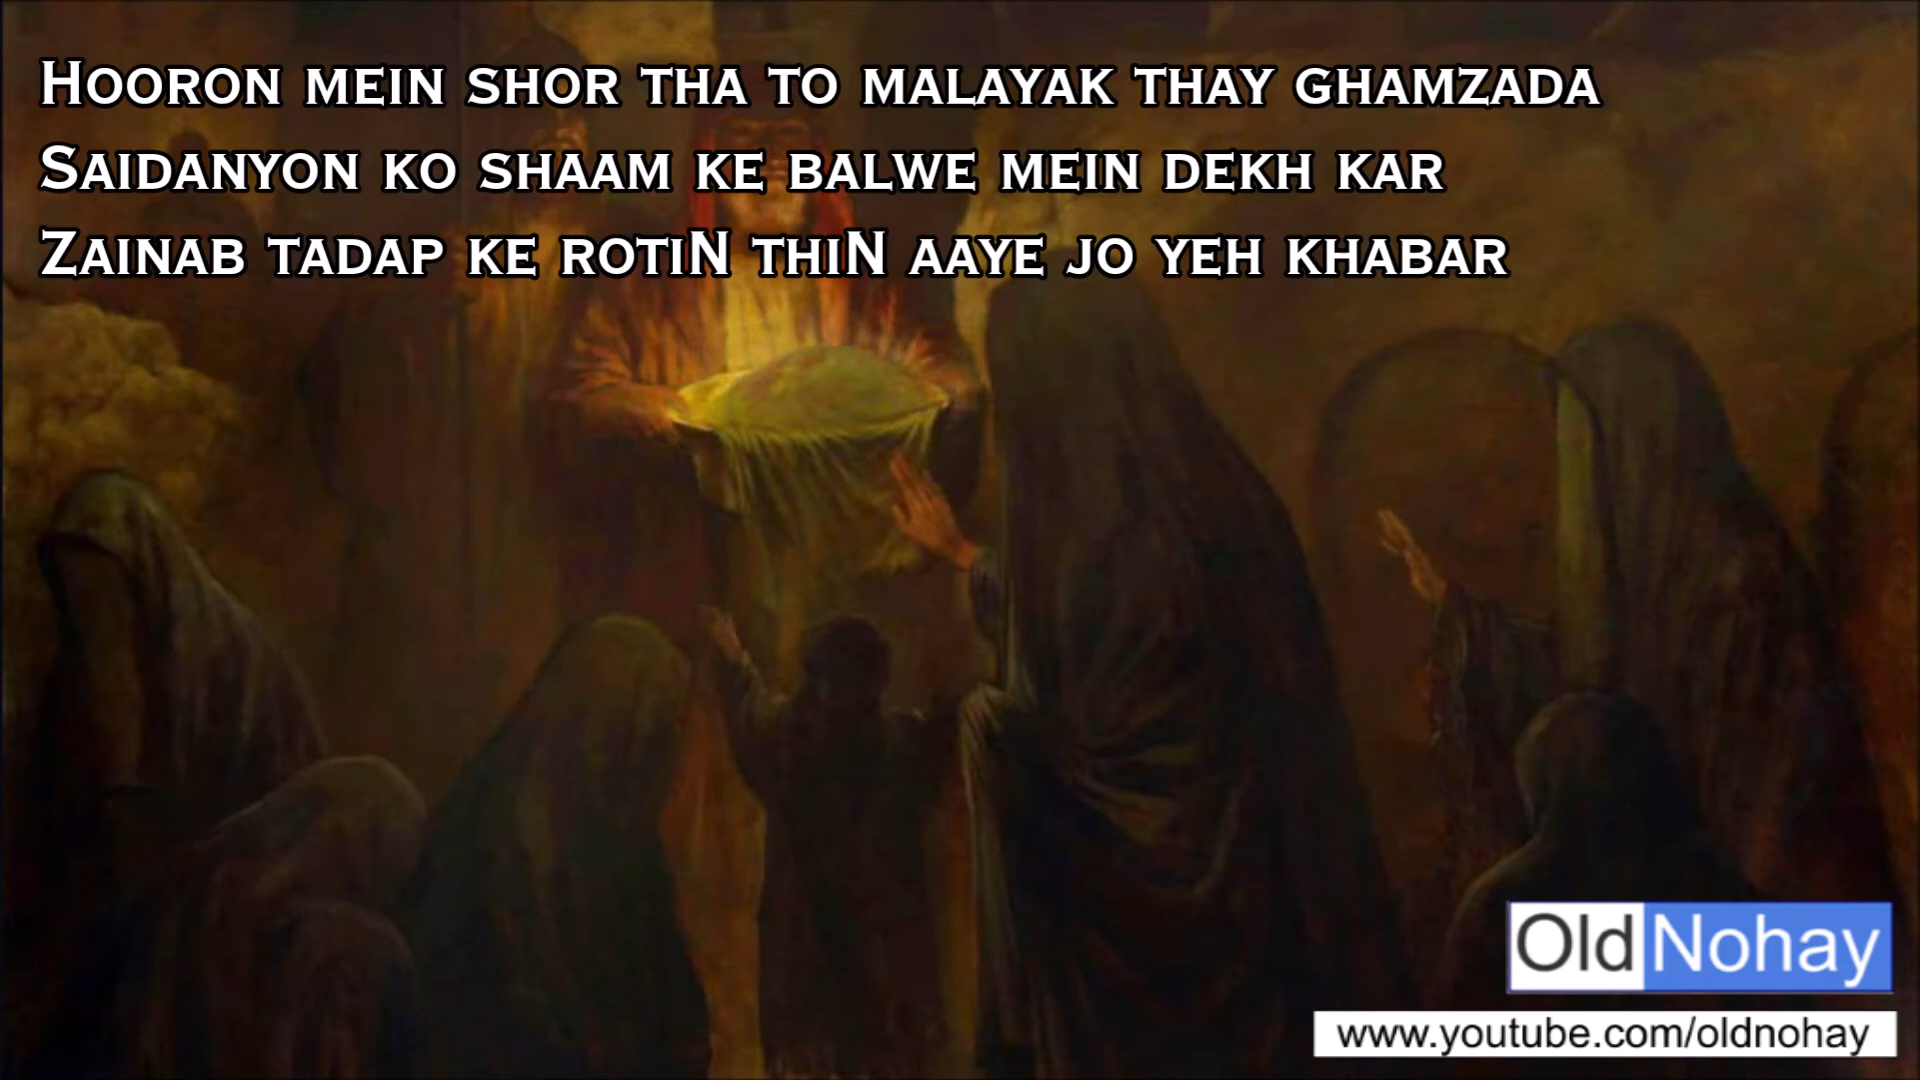 Hooron mein shor tha to malayak thay ghamzada
Saidanyon ko shaam ke balwe mein dekh kar
Zainab tadap ke rotiN thiN aaye jo yeh khabar
OldNohay
www.youtube.com/oldnohay